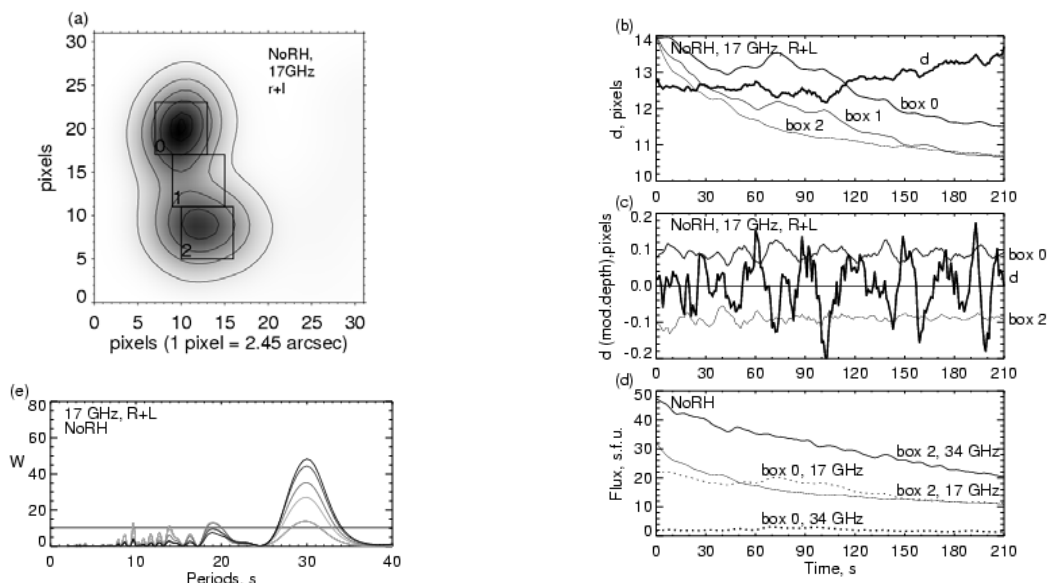 (a)
30
25
20
15
10
5
0
pixels
NoRH,
17GHz
r+l
0
1
2
0 5 10 15 20 25 30
pixels (1 pixel = 2.45 arcsec)
(b)
14
13
12
11
10
d, pixels
NoRH, 17 GHz, R+L
d
box 0
box 1
box 2
0 30 60 90 120 150 180 210
(c)
0.2
0.1
0.0
-0.1
-0.2
d (mod.depth),pixels
NoRH, 17 GHz, R+L
box 0
d
box 2
0 30 60 90 120 150 180 210
(d)
50
40
30
20
10
0
Flux, s.f.u.
NoRH
box 2, 34 GHz
box 0, 17 GHz
box 2, 17 GHz
box 0, 34 GHz
0 30 60 90 120 150 180 210
Time, s
(e)
80
60
40
20
0
W
17 GHz, R+L
NoRH
0 10 20 30 40
Periods, s